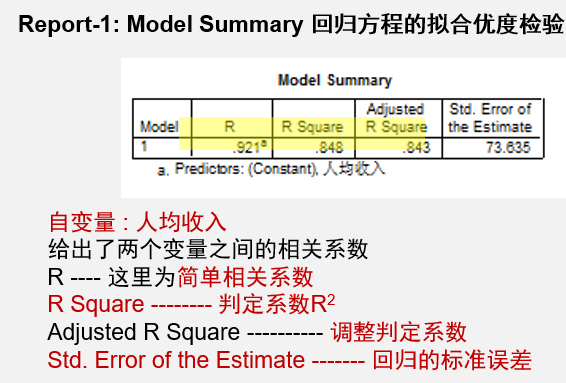 Report-1: Model Summary 回归方程的拟合优度检验
Model Summary
Model R R Square Adjusted R Square Std. Error of the Estimate
1 .921a .848 .843 73.635
a. Predictors: (Constant), 人均收入
自变量 : 人均收入
给出了两个变量之间的相关系数
R ---- 这里为简单相关系数
R Square -------- 判定系数R2
Adjusted R Square ---------- 调整判定系数
Std. Error of the Estimate ------- 回归的标准误差